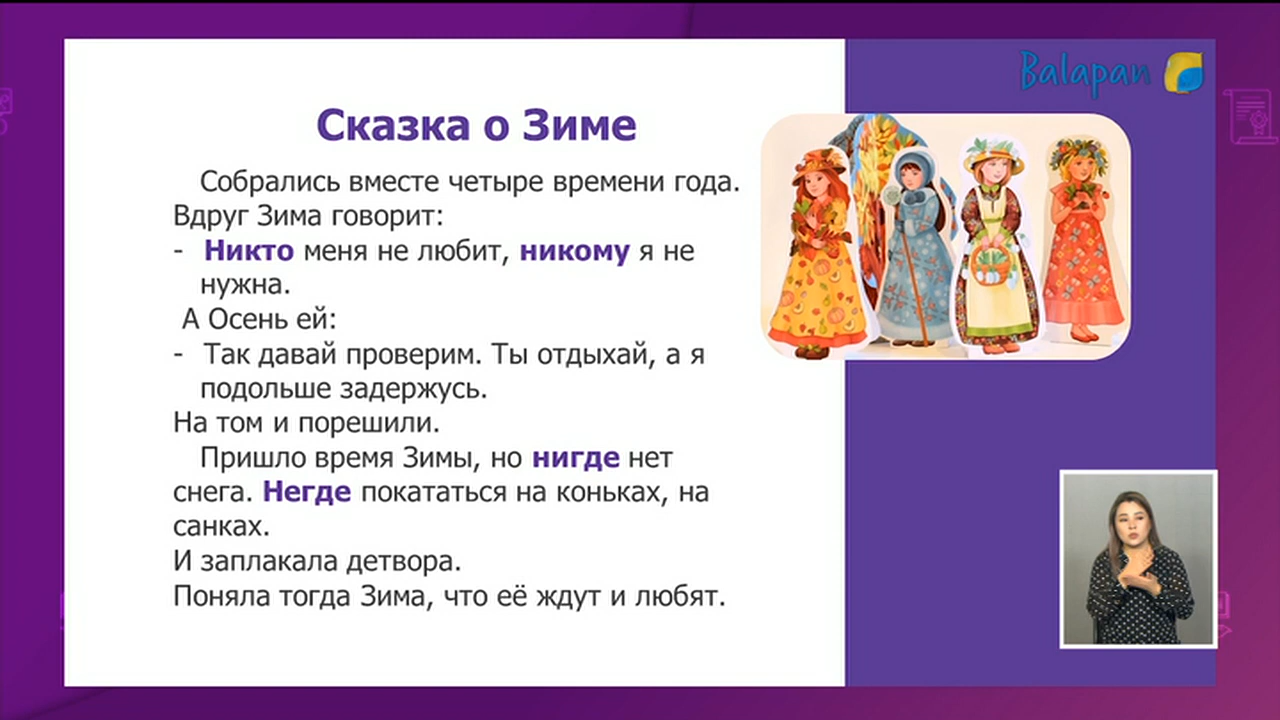 Balapan
Сказка о Зиме
Собрались вместе четыре времени года.
Вдруг Зима говорит:
- Никто меня не любит, никому я не
нужна.
А Осень ей:
- Так давай проверим. Ты отдыхай, а я
подольше задержусь.
На том и порешили.
Пришло время Зимы, но нигде нет
снега. Негде покататься на коньках, на
санках.
И заплакала детвора.
Поняла тогда Зима, что её ждут и любят.